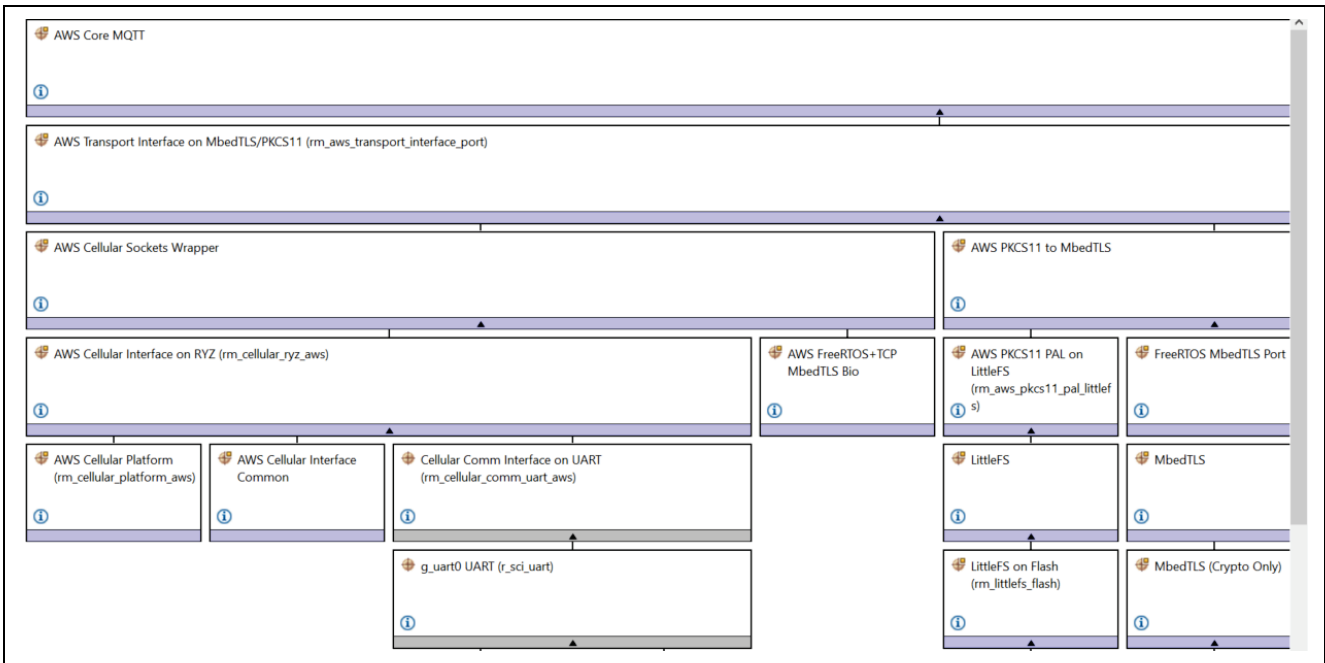 AWS Core MQTT
AWS Transport Interface on MbedTLS/PKCS11 (rm_aws_transport_interface_port)
AWS Cellular Sockets Wrapper
AWS PKCS11 to MbedTLS
AWS Cellular Interface on RYZ (rm_cellular_ryz_aws)
AWS FreeRTOS+TCP
MbedTLS Bio
AWS PKCS11 PAL on
LittleFS
(rm_aws_pkcs11_pal_littlef
s)
FreeRTOS MbedTLS Port
AWS Cellular Platform
(rm_cellular_platform_aws)
AWS Cellular Interface
Common
Cellular Comm Interface on UART
(rm_cellular_comm_uart_aws)
LittleFS
MbedTLS
g_uart0 UART (r_sci_uart)
LittleFS on Flash
(rm_littlefs_flash)
MbedTLS (Crypto Only)